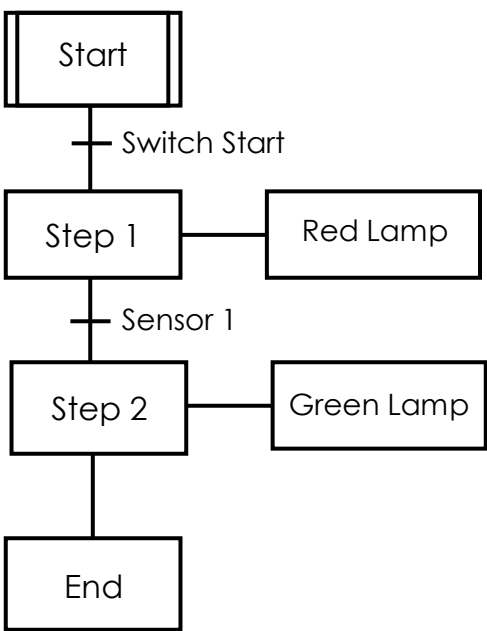 Start
Switch Start
Step 1
Red Lamp
Sensor 1
Step 2
Green Lamp
End